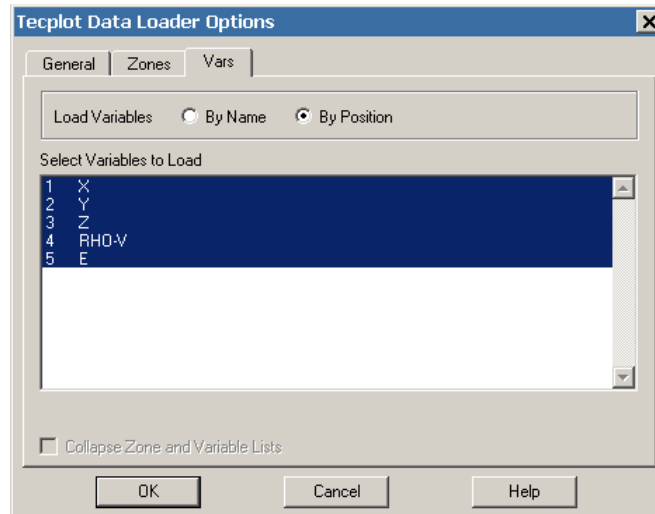 Tecplot Data Loader Options
General Zones Vars
Load Variables By Name By Position
Select Variables to Load
1 X
2 Y
3 Z
4 RHO-V
5 E
Collapse Zone and Variable Lists
OK Cancel Help